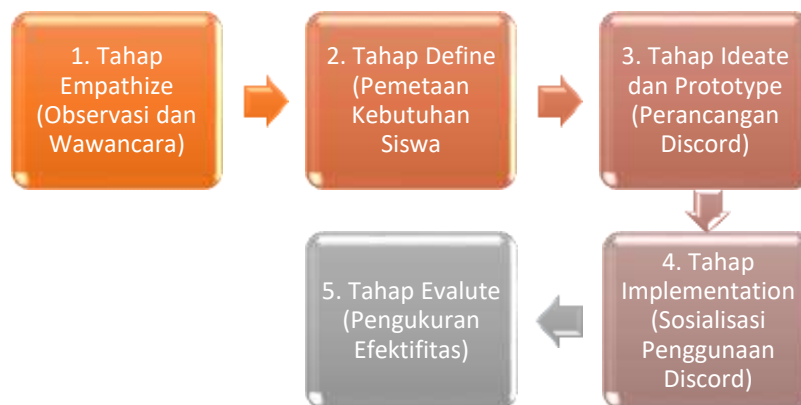 1. Tahap
Empathize
(Observasi dan
Wawancara)
2. Tahap Define
(Pemetaan
Kebutuhan
Siswa
3. Tahap Ideate
dan Prototype
(Perancangan
Discord)
4. Tahap
Implementation
(Sosialisasi
Penggunaan
Discord)
5. Tahap Evalute
(Pengukuran
Efektifitas)